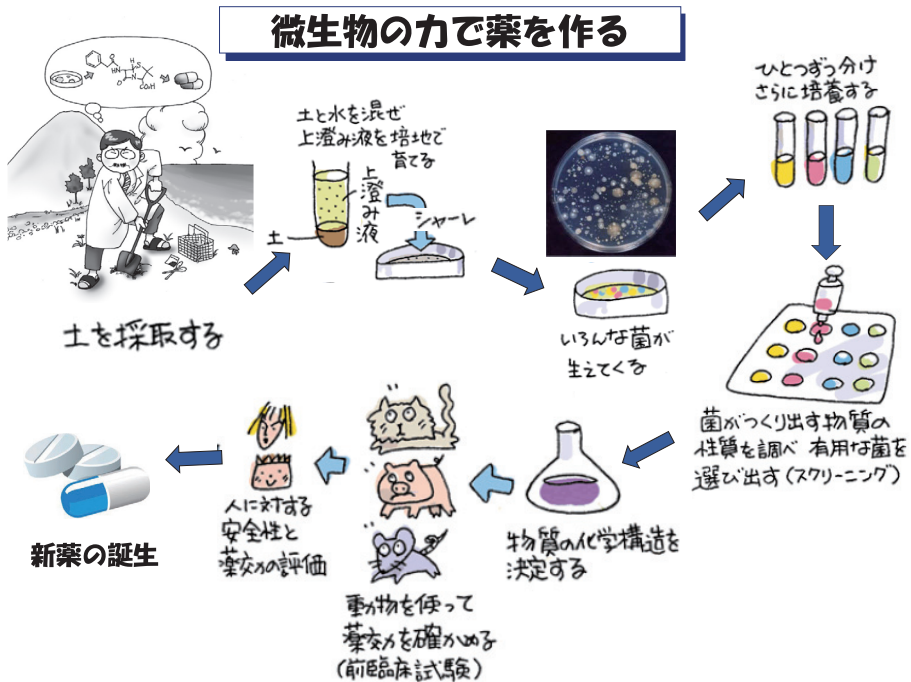 微生物の力で薬を作る
土を採取する
土と水を混ぜ
上澄み液を培地で
育てる
上澄み液
土
シャーレ
いろんな菌が
生えてくる
ひとつずつ分け
さらに培養する
菌がつくり出す物質の
性質を調べ 有用な菌を
選び出す(スクリーニング)
物質の化学構造を
決定する
動物を使って
薬効力を確かめる
(前臨床試験)
人に対する
安全性と
薬効力の評価
新薬の誕生